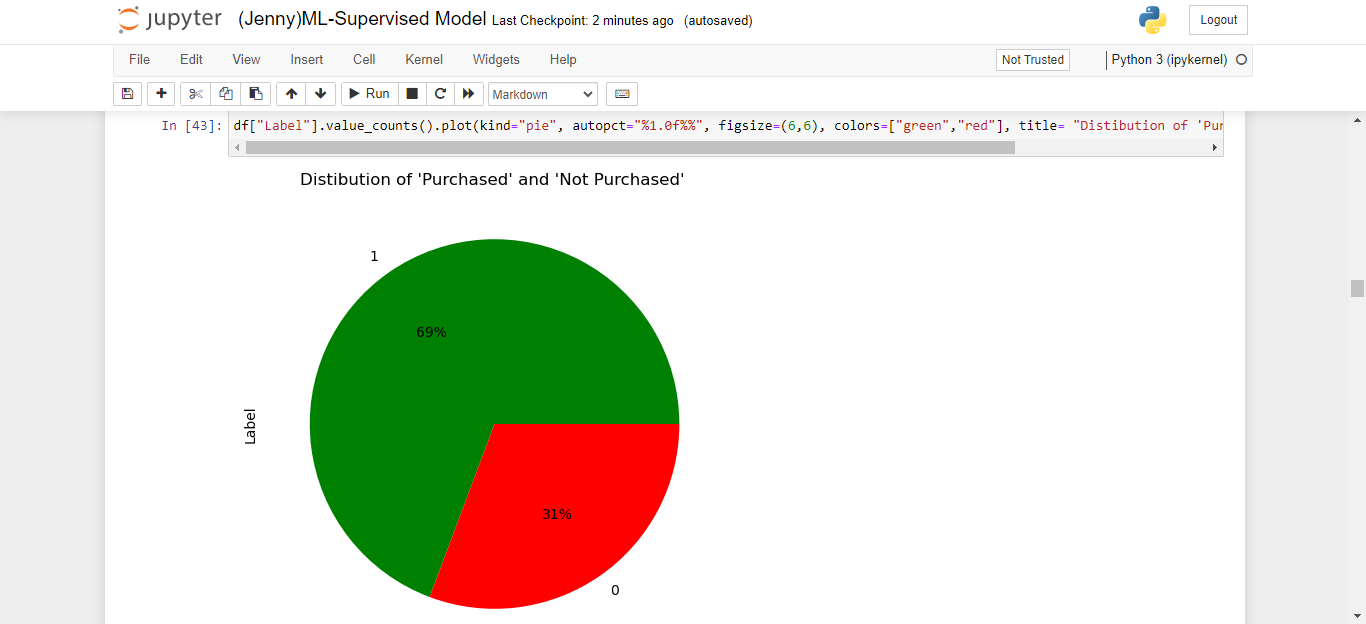 jupyter (Jenny)ML-Supervised Model Last Checkpoint: 2 minutes ago (autosaved) Logout
File Edit View Insert Cell Kernel Widgets Help Not Trusted Python 3 (ipykernel)
Run Markdown
In [43]: df["Label"].value_counts().plot(kind="pie", autopct="%1.0f%%", figsize=(6,6), colors=["green","red"], title= "Distibution of 'Pur
Distibution of 'Purchased' and 'Not Purchased'
1
69%
Label
31%
0